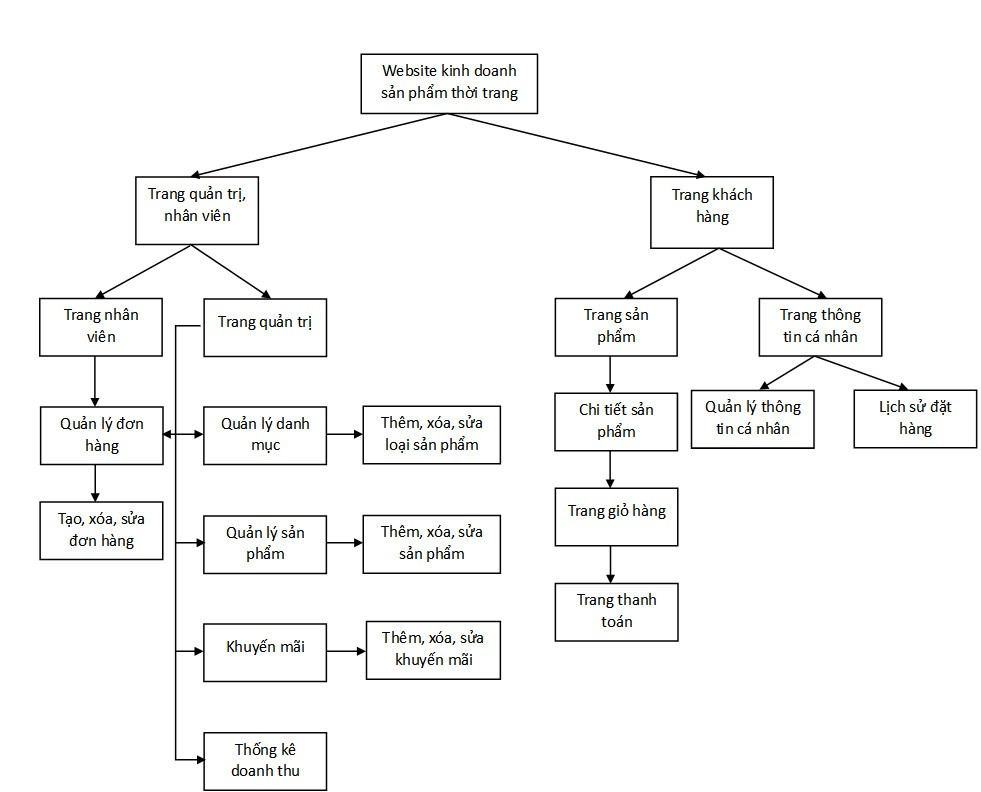 Website kinh doanh
sản phẩm thời trang
Trang quản trị,
nhân viên
Trang khách
hàng
Trang nhân
viên
Trang quản trị
Trang sản
phẩm
Trang thông
tin cá nhân
Quản lý đơn
hàng
Quản lý danh
mục
Thêm, xóa, sửa
loại sản phẩm
Chi tiết sản
phẩm
Quản lý thông
tin cá nhân
Lịch sử đặt
hàng
Tạo, xóa, sửa
đơn hàng
Quản lý sản
phẩm
Thêm, xóa, sửa
sản phẩm
Trang giỏ hàng
Khuyến mãi
Thêm, xóa, sửa
khuyến mãi
Trang thanh
toán
Thống kê
doanh thu